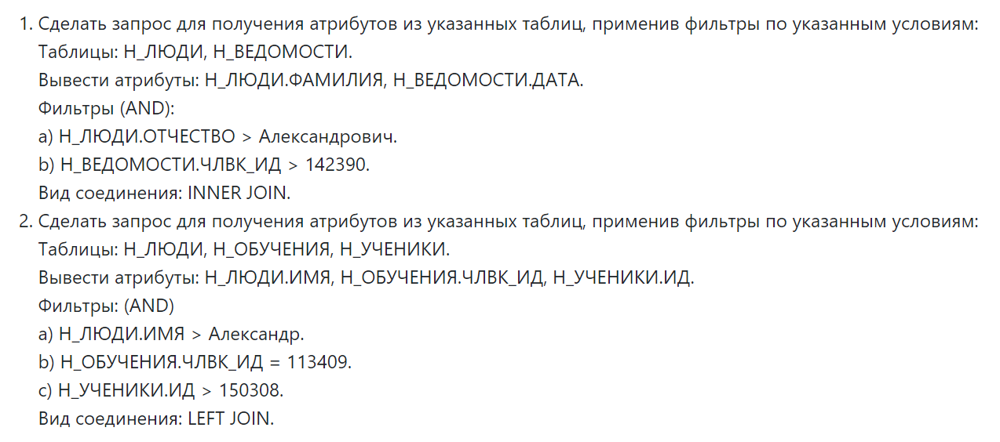 1. Сделать запрос для получения атрибутов из указанных таблиц, применив фильтры по указанным условиям:
Таблицы: Н_ЛЮДИ, Н_ВЕДОМОСТИ.
Вывести атрибуты: Н_ЛЮДИ.ФАМИЛИЯ, Н_ВЕДОМОСТИ.ДАТА.
Фильтры (AND):
a) Н_ЛЮДИ.ОТЧЕСТВО > Александрович.
b) Н_ВЕДОМОСТИ.ЧЛВК_ИД > 142390.
Вид соединения: INNER JOIN.
2. Сделать запрос для получения атрибутов из указанных таблиц, применив фильтры по указанным условиям:
Таблицы: Н_ЛЮДИ, Н_ОБУЧЕНИЯ, Н_УЧЕНИКИ.
Вывести атрибуты: Н_ЛЮДИ.ИМЯ, Н_ОБУЧЕНИЯ.ЧЛВК_ИД, Н_УЧЕНИКИ.ИД.
Фильтры: (AND)
a) Н_ЛЮДИ.ИМЯ > Александр.
b) Н_ОБУЧЕНИЯ.ЧЛВК_ИД = 113409.
c) Н_УЧЕНИКИ.ИД > 150308.
Вид соединения: LEFT JOIN.